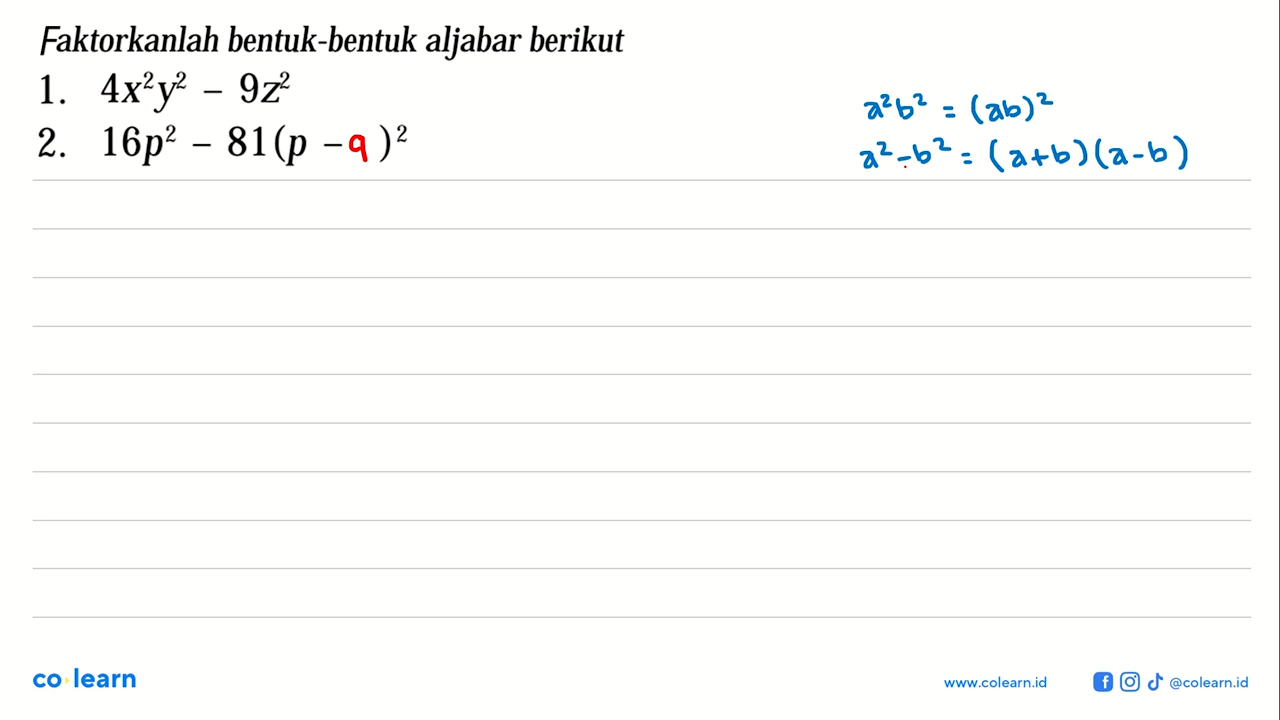 Faktorkanlah bentuk-bentuk aljabar berikut
1. 4x²y² – 9z²
2. 16p² – 81(p – q)²
a²b² = (ab)²
a² - b² = (a+b)(a-b)
co learn
www.colearn.id
@colearn.id